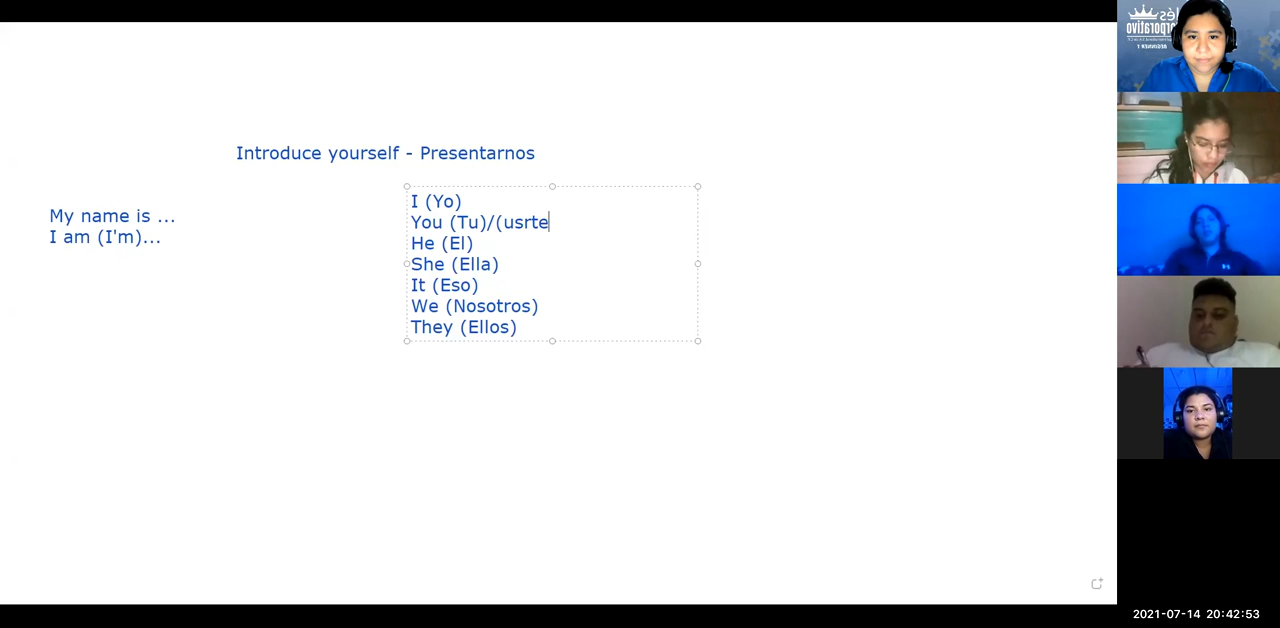 Introduce yourself - Presentarnos
My name is ...
I am (I'm)...
I (Yo)
You (Tu)/(usrte
He (El)
She (Ella)
It (Eso)
We (Nosotros)
They (Ellos)
2021-07-14 20:42:53